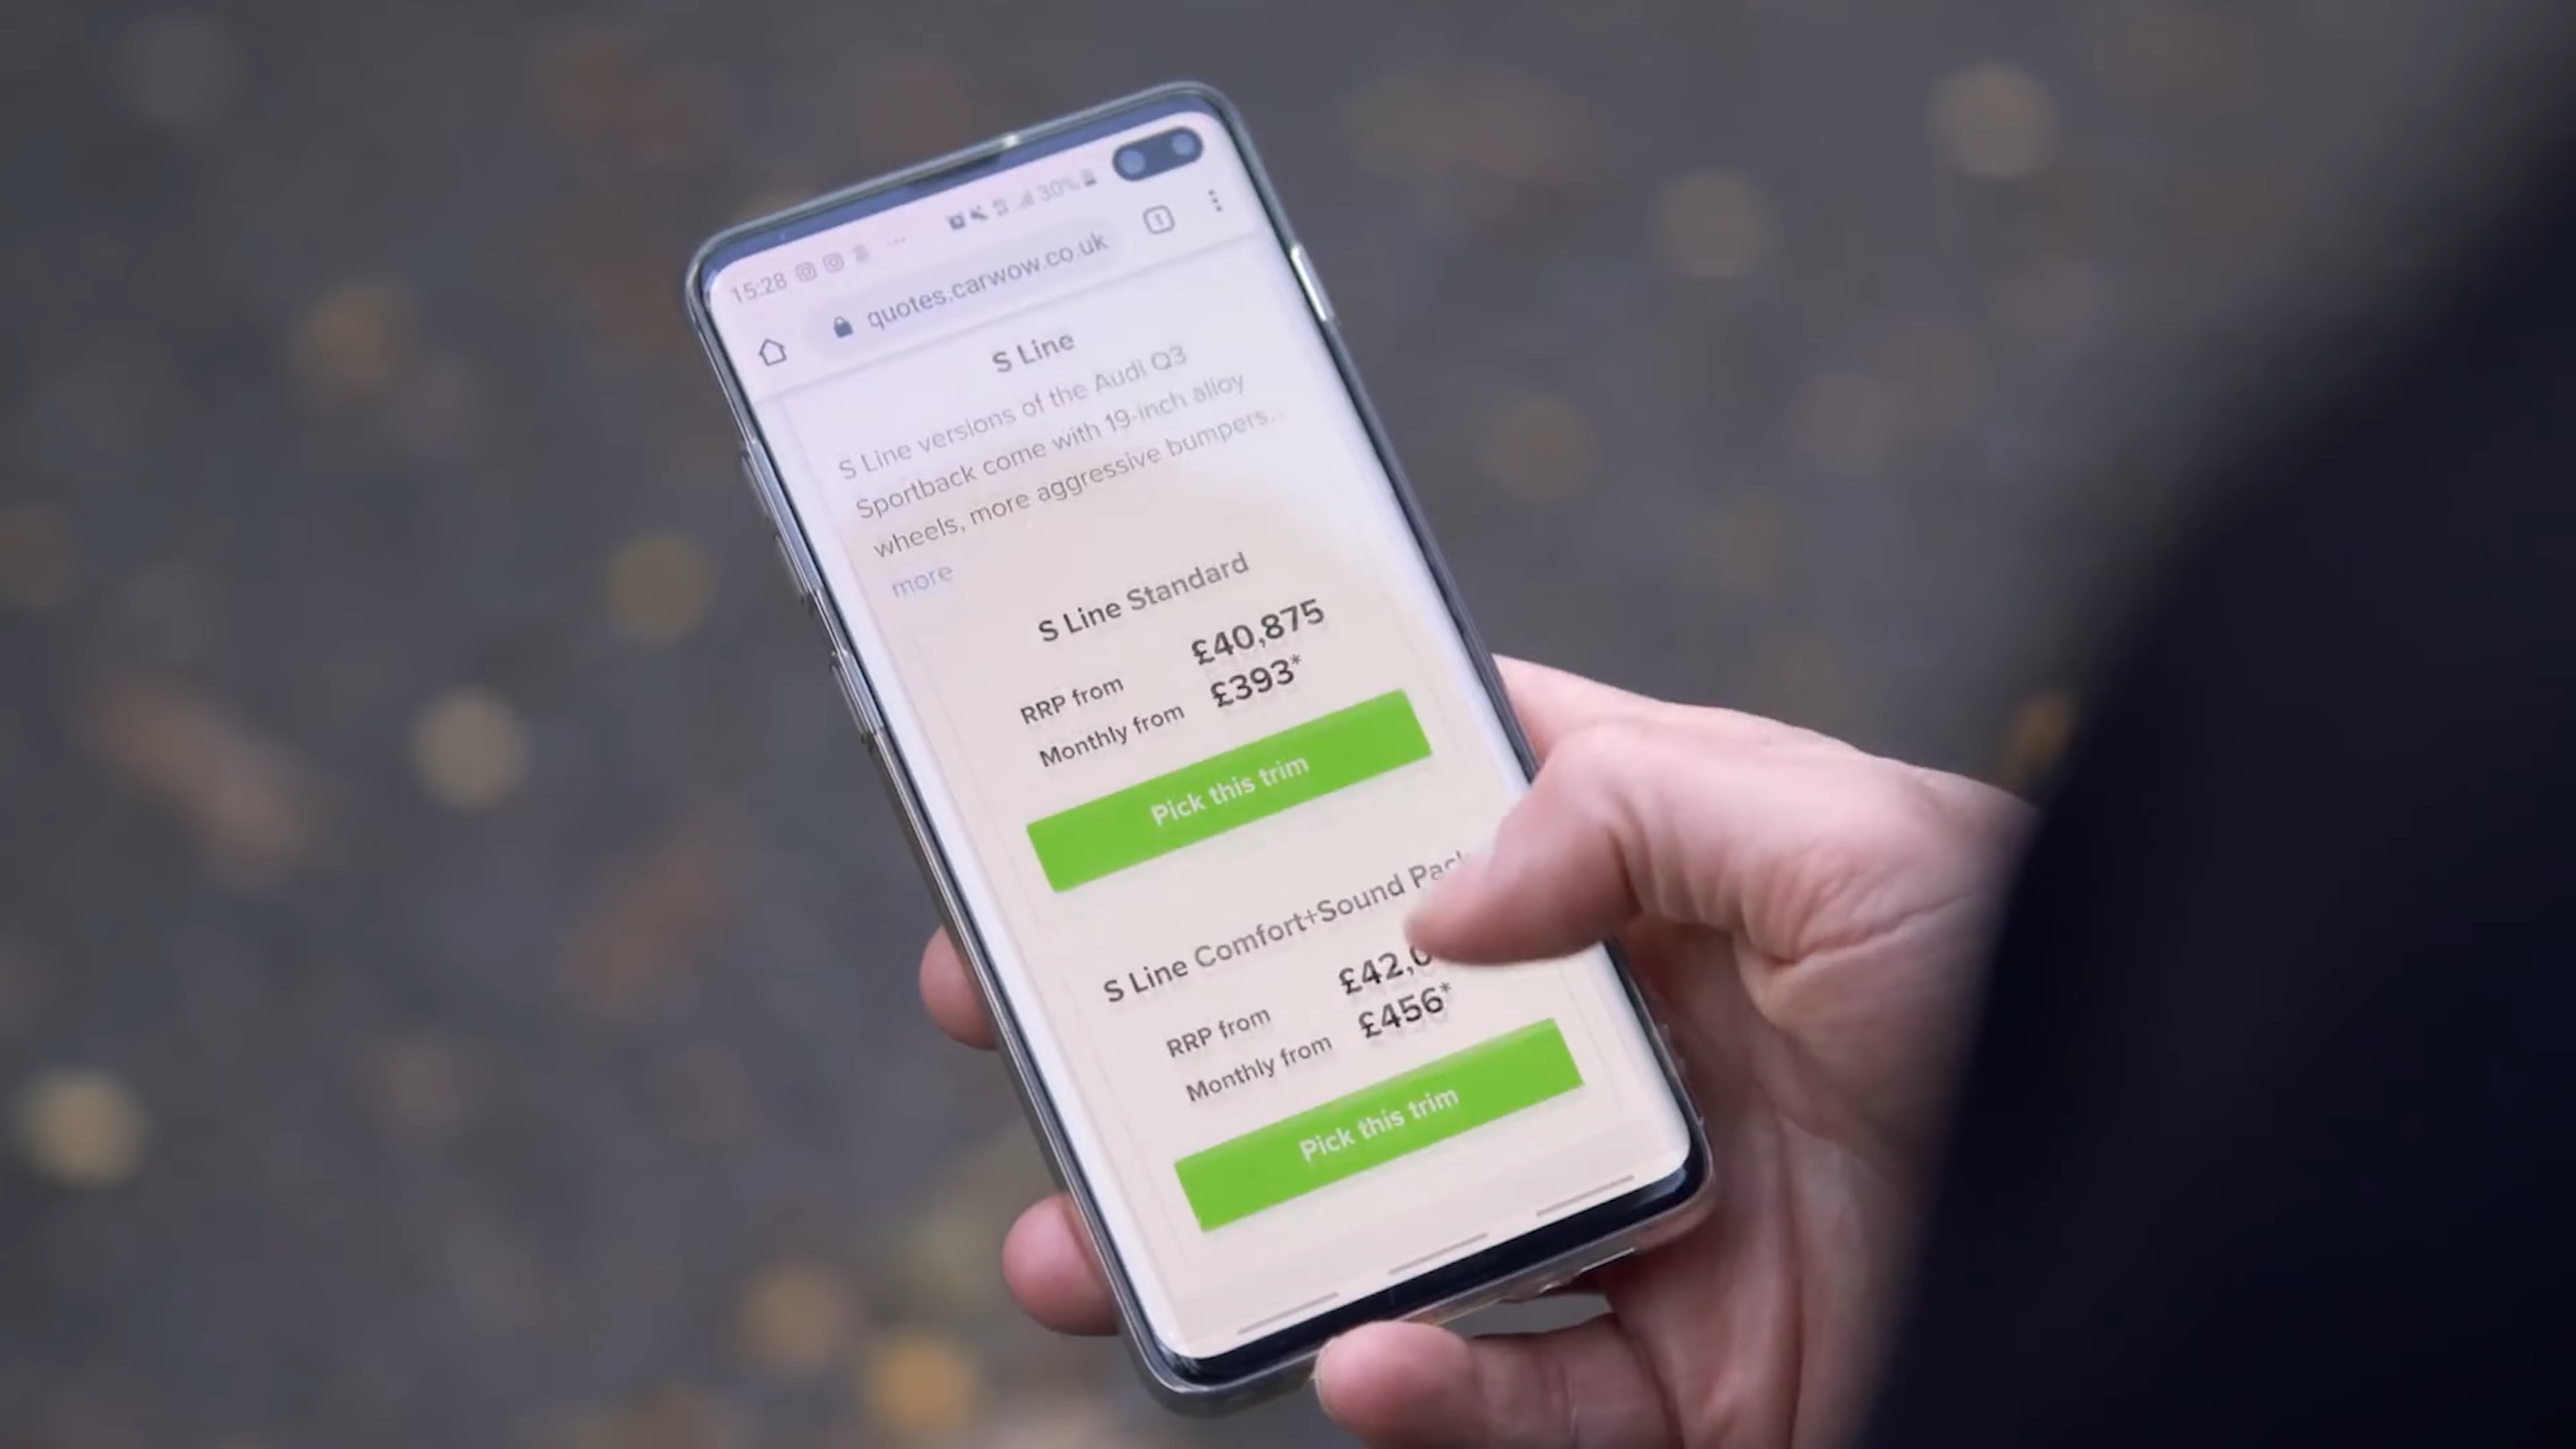 15:28
30%
quotes.carwow.co.uk
1
S Line
S Line versions of the Audi Q3
Sportback come with 19-inch alloy
wheels, more aggressive bumpers...
more
S Line Standard
RRP from £40,875
Monthly from £393*
Pick this trim
S Line Comfort+Sound
RRP from
Monthly from £456*
Pick this trim